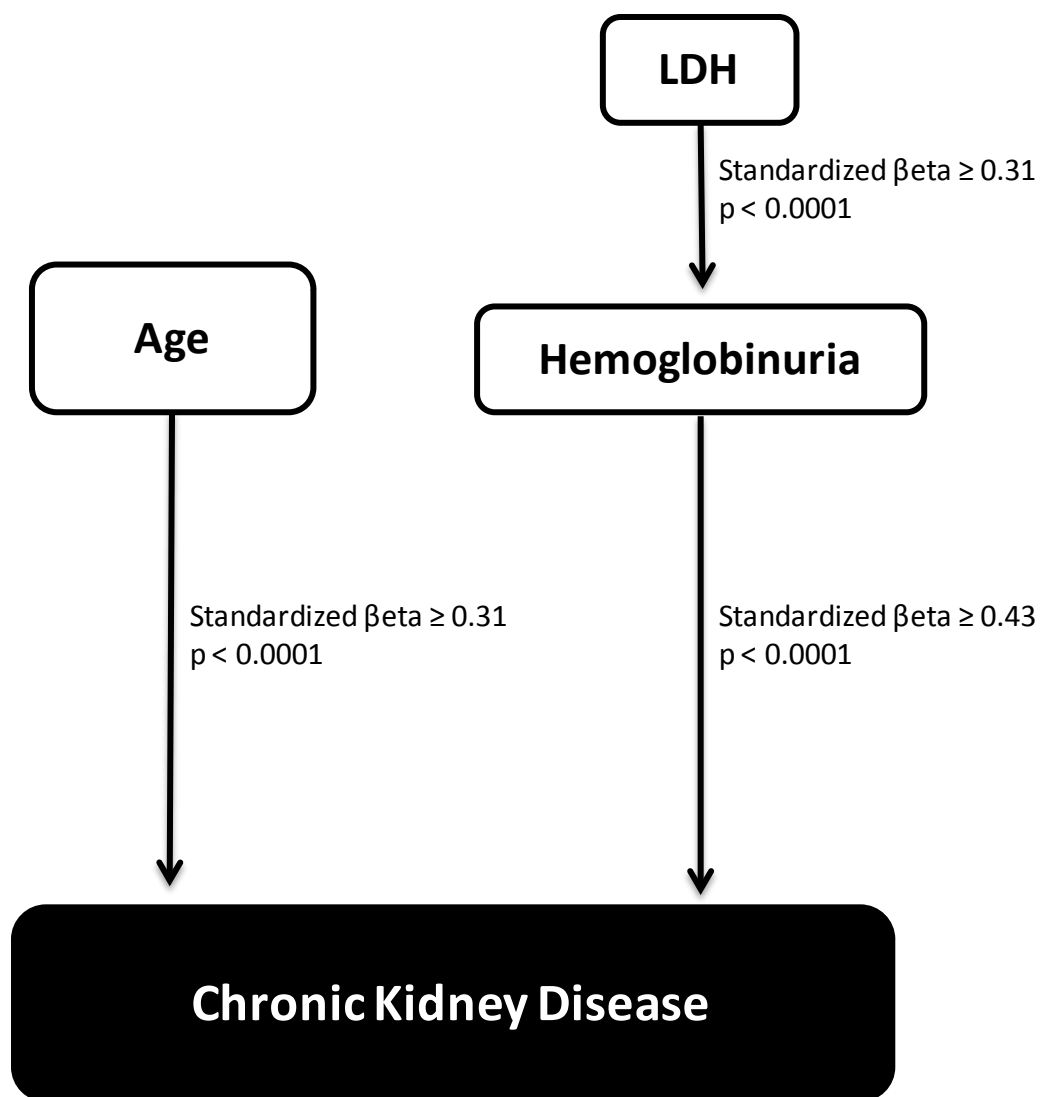 LDH
Standardized βeta ≥ 0.31
p < 0.0001
Age
Hemoglobinuria
Standardized βeta ≥ 0.31
p < 0.0001
Standardized βeta ≥ 0.43
p < 0.0001
Chronic Kidney Disease